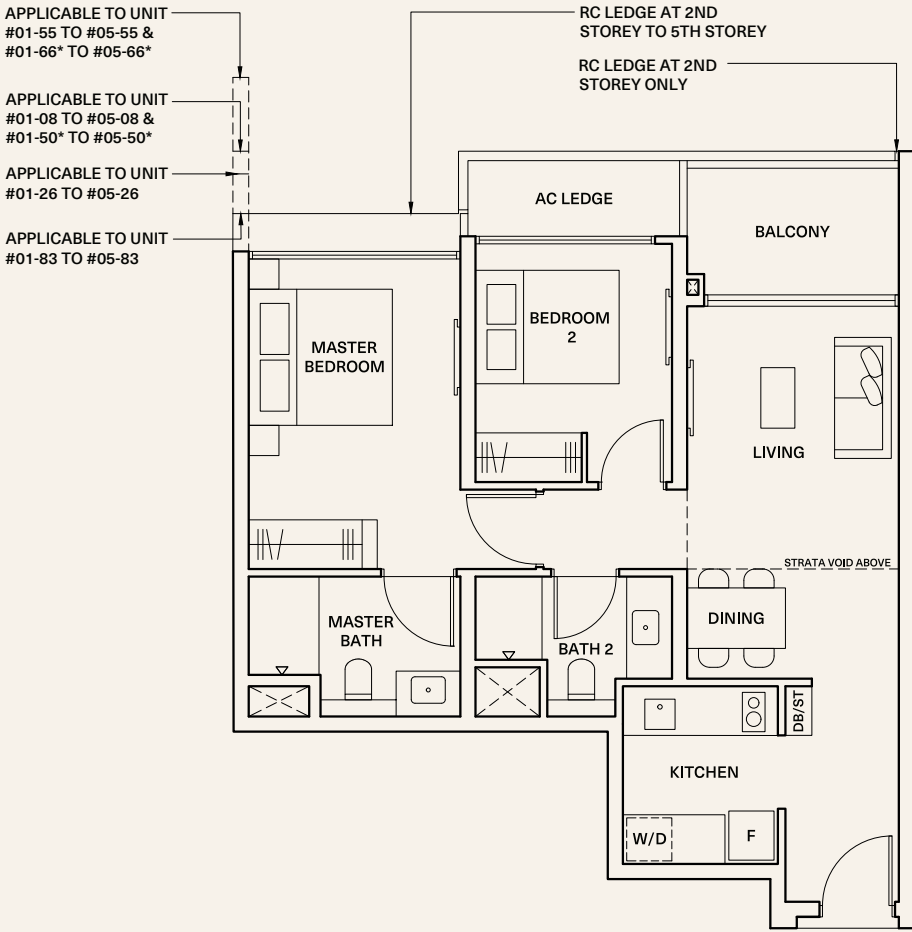 APPLICABLE TO UNIT
#01-55 TO #05-55 &
#01-66* TO #05-66*
RC LEDGE AT 2ND
STOREY TO 5TH STOREY
RC LEDGE AT 2ND
STOREY ONLY
APPLICABLE TO UNIT
#01-08 TO #05-08 &
#01-50* TO #05-50*
APPLICABLE TO UNIT
#01-26 TO #05-26
APPLICABLE TO UNIT
#01-83 TO #05-83
AC LEDGE
BALCONY
MASTER
BEDROOM
BEDROOM
2
LIVING
STRATA VOID ABOVE
MASTER
BATH
BATH 2
DINING
DB/ST
KITCHEN
W/D
F